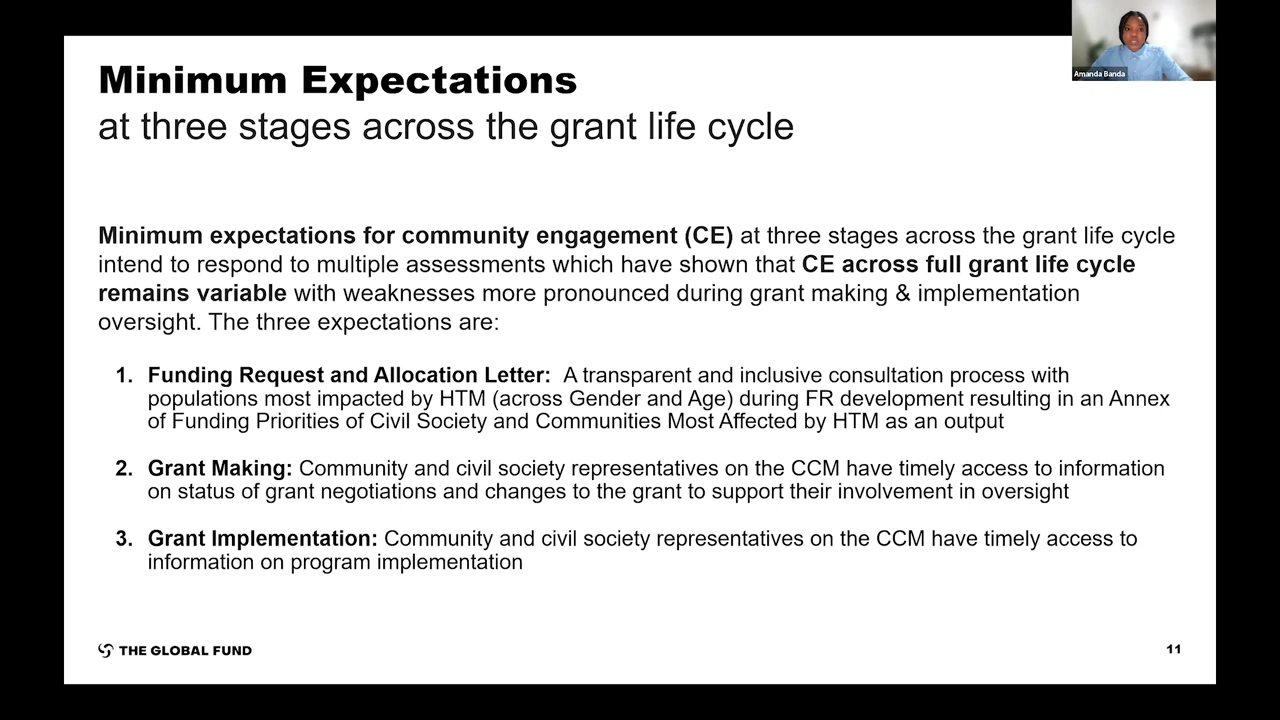 Amanda Banda
Minimum Expectations
at three stages across the grant life cycle
Minimum expectations for community engagement (CE) at three stages across the grant life cycle
intend to respond to multiple assessments which have shown that CE across full grant life cycle
remains variable with weaknesses more pronounced during grant making & implementation
oversight. The three expectations are:
1. Funding Request and Allocation Letter: A transparent and inclusive consultation process with
populations most impacted by HTM (across Gender and Age) during FR development resulting in an Annex
of Funding Priorities of Civil Society and Communities Most Affected by HTM as an output
2. Grant Making: Community and civil society representatives on the CCM have timely access to information
on status of grant negotiations and changes to the grant to support their involvement in oversight
3. Grant Implementation: Community and civil society representatives on the CCM have timely access to
information on program implementation
THE GLOBAL FUND
11